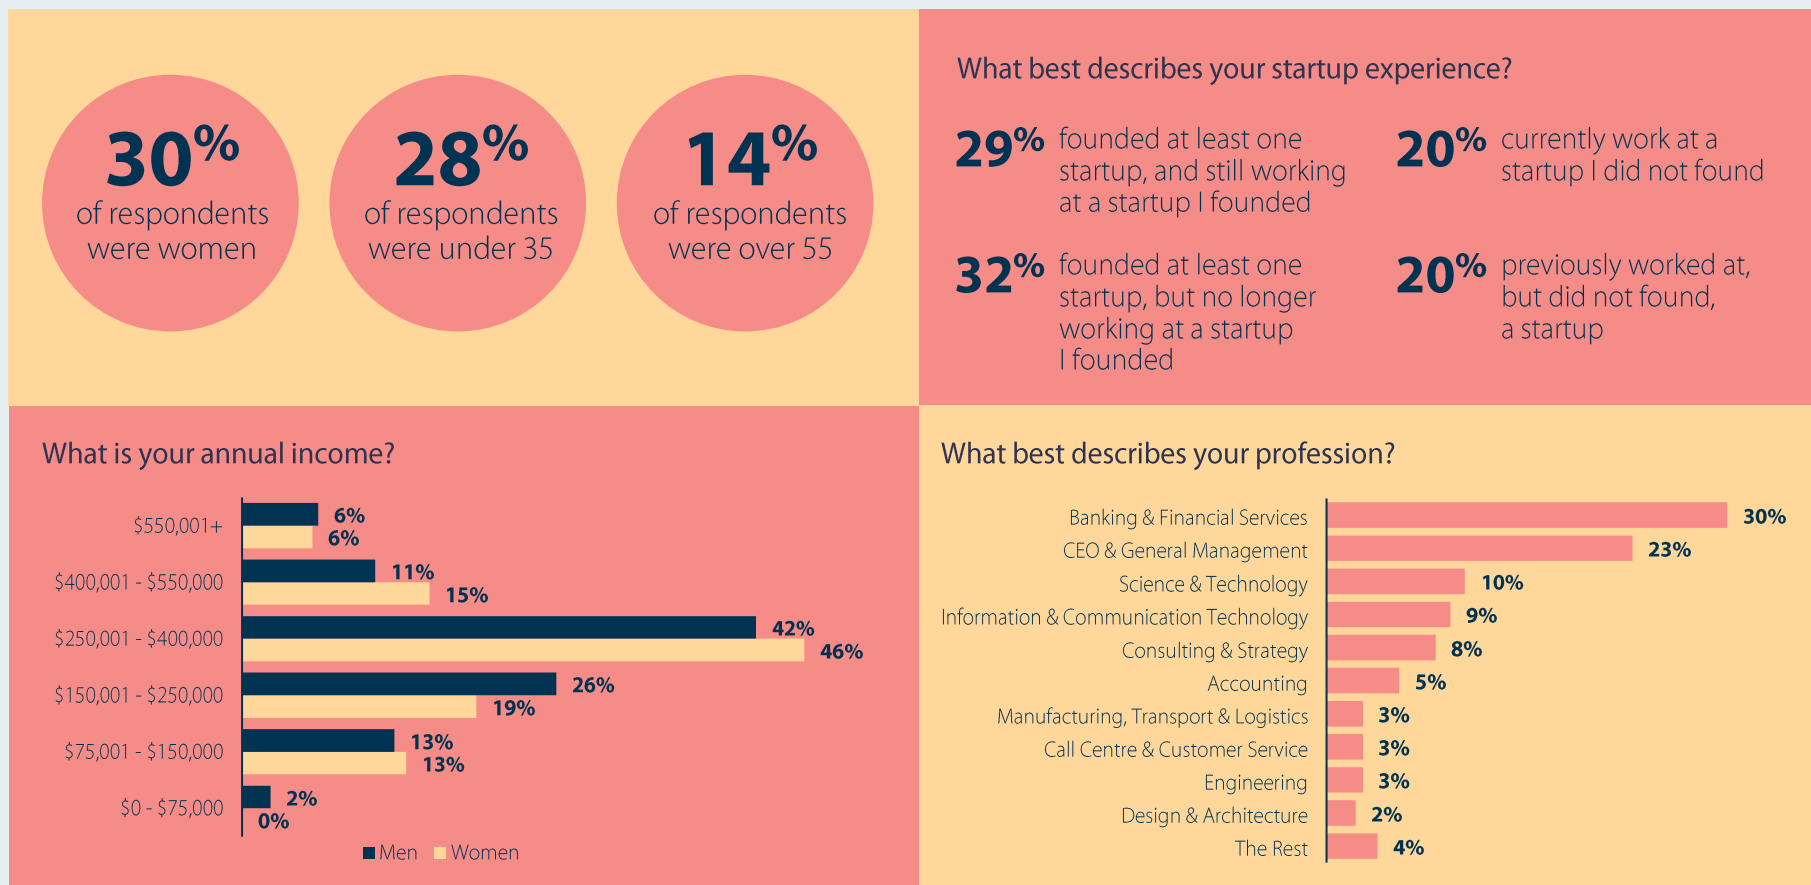 30%
of respondents
were women
28%
of respondents
were under 35
14%
of respondents
were over 55
What best describes your startup experience?
29% founded at least one
startup, and still working
at a startup I founded
20% currently work at a
startup I did not found
32% founded at least one
startup, but no longer
working at a startup
I founded
20% previously worked at,
but did not found,
a startup
What is your annual income?
$550,001+ 6%
6%
$400,001 - $550,000 11%
15%
$250,001 - $400,000 42%
46%
$150,001 - $250,000 26%
19%
$75,001 - $150,000 13%
13%
$0 - $75,000 2%
0%
Men Women
What best describes your profession?
Banking & Financial Services 30%
CEO & General Management 23%
Science & Technology 10%
Information & Communication Technology 9%
Consulting & Strategy 8%
Accounting 5%
Manufacturing, Transport & Logistics 3%
Call Centre & Customer Service 3%
Engineering 3%
Design & Architecture 2%
The Rest 4%